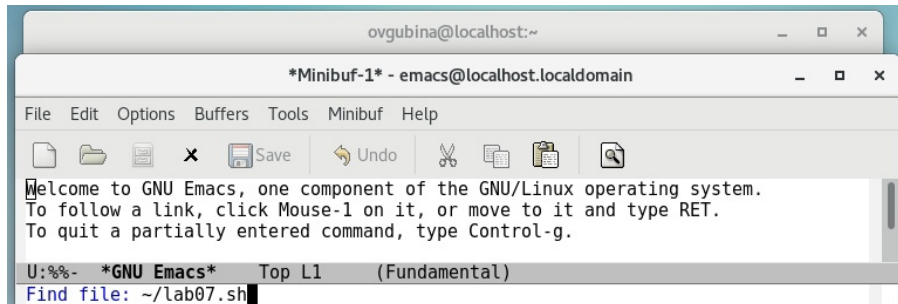 ovgubina@localhost:~
*Minibuf-1* - emacs@localhost.localdomain
File Edit Options Buffers Tools Minibuf Help
Save Undo
Welcome to GNU Emacs, one component of the GNU/Linux operating system.
To follow a link, click Mouse-1 on it, or move to it and type RET.
To quit a partially entered command, type Control-g.
U:%%- *GNU Emacs* Top L1 (Fundamental)
Find file: ~/lab07.sh